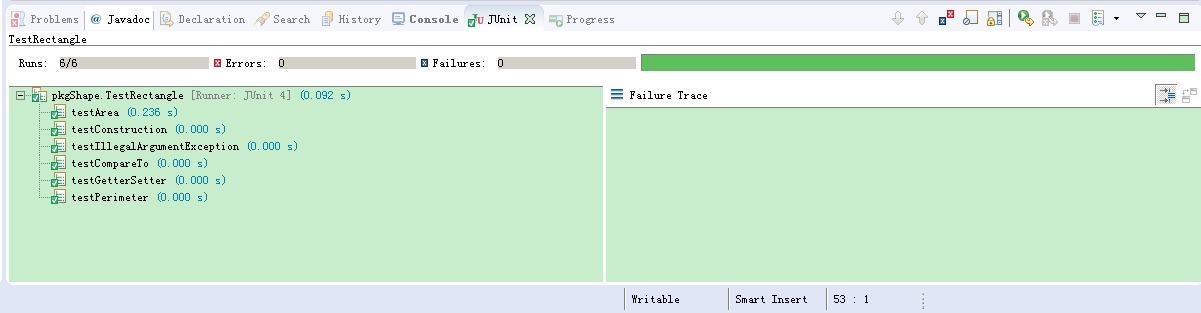 Problems @ Javadoc Declaration Search History Console JUnit Progress
TestRectangle
Runs: 6/6 Errors: 0 Failures: 0
pkgShape.TestRectangle [Runner: JUnit 4] (0.092 s)
Failure Trace
testArea (0.236 s)
testConstruction (0.000 s)
testIllegalArgumentException (0.000 s)
testCompareTo (0.000 s)
testGetterSetter (0.000 s)
testPerimeter (0.000 s)
Writable Smart Insert 53 : 1